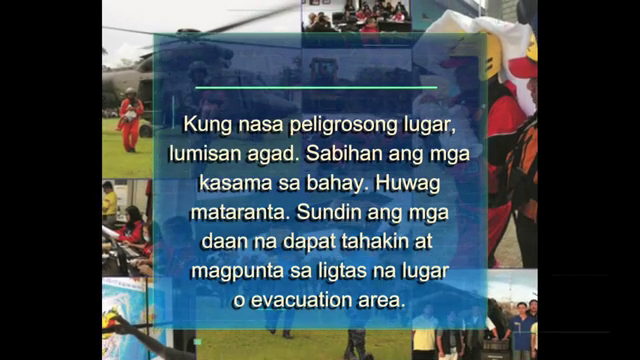 Kung nasa peligrosong lugar,
lumisan agad. Sabihan ang mga
kasama sa bahay. Huwag
mataranta. Sundin ang mga
daan na dapat tahakin at
magpunta sa ligtas na lugar
o evacuation area.